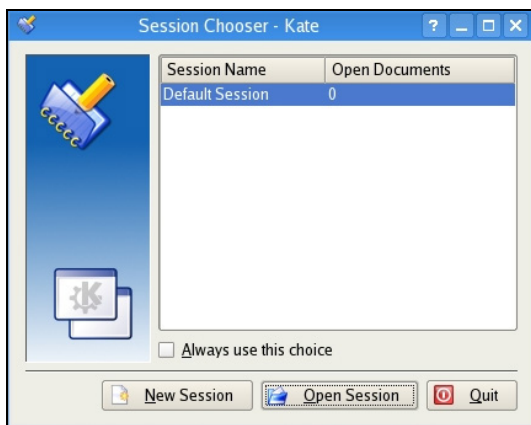 Session Chooser - Kate
Session Name Open Documents
Default Session 0
Always use this choice
New Session Open Session Quit